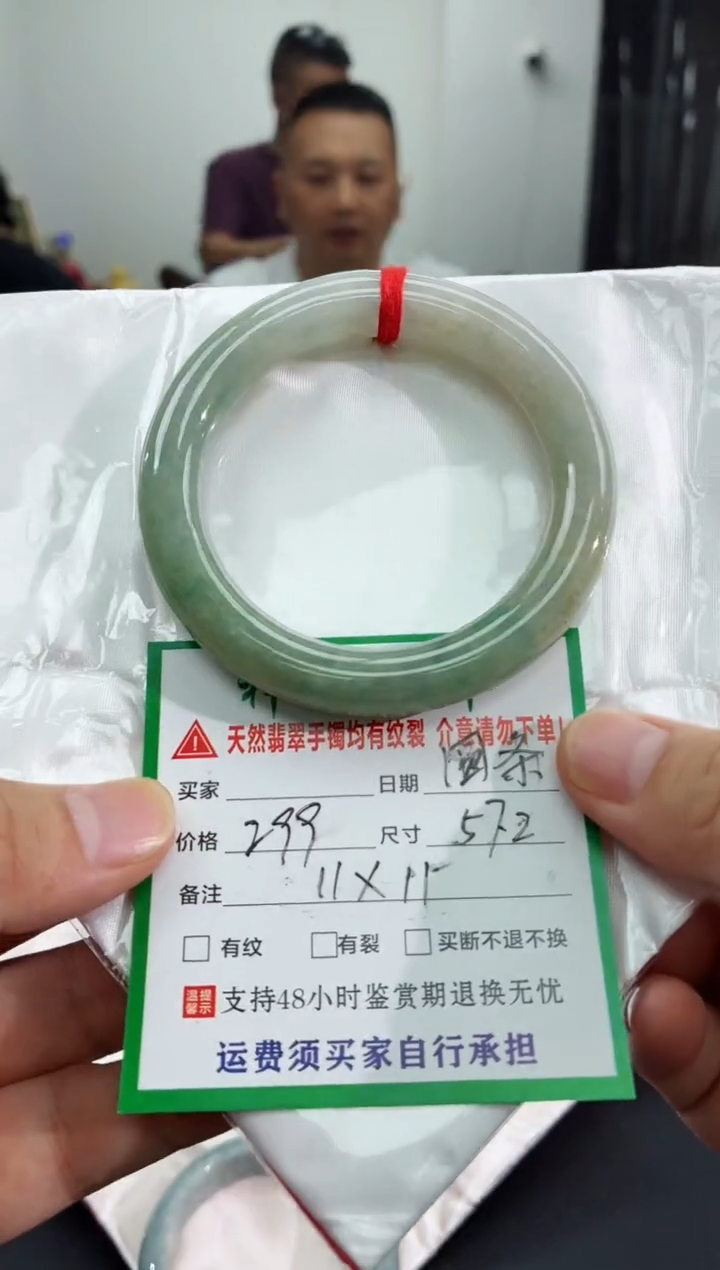 天然翡翠手镯均有纹裂 介意请勿下单!
买家 日期 圆条
价格 299 尺寸 57.2
备注 11X11
有纹 有裂 买断不退不换
温馨提示 支持48小时鉴赏期退换无忧
运费须买家自行承担